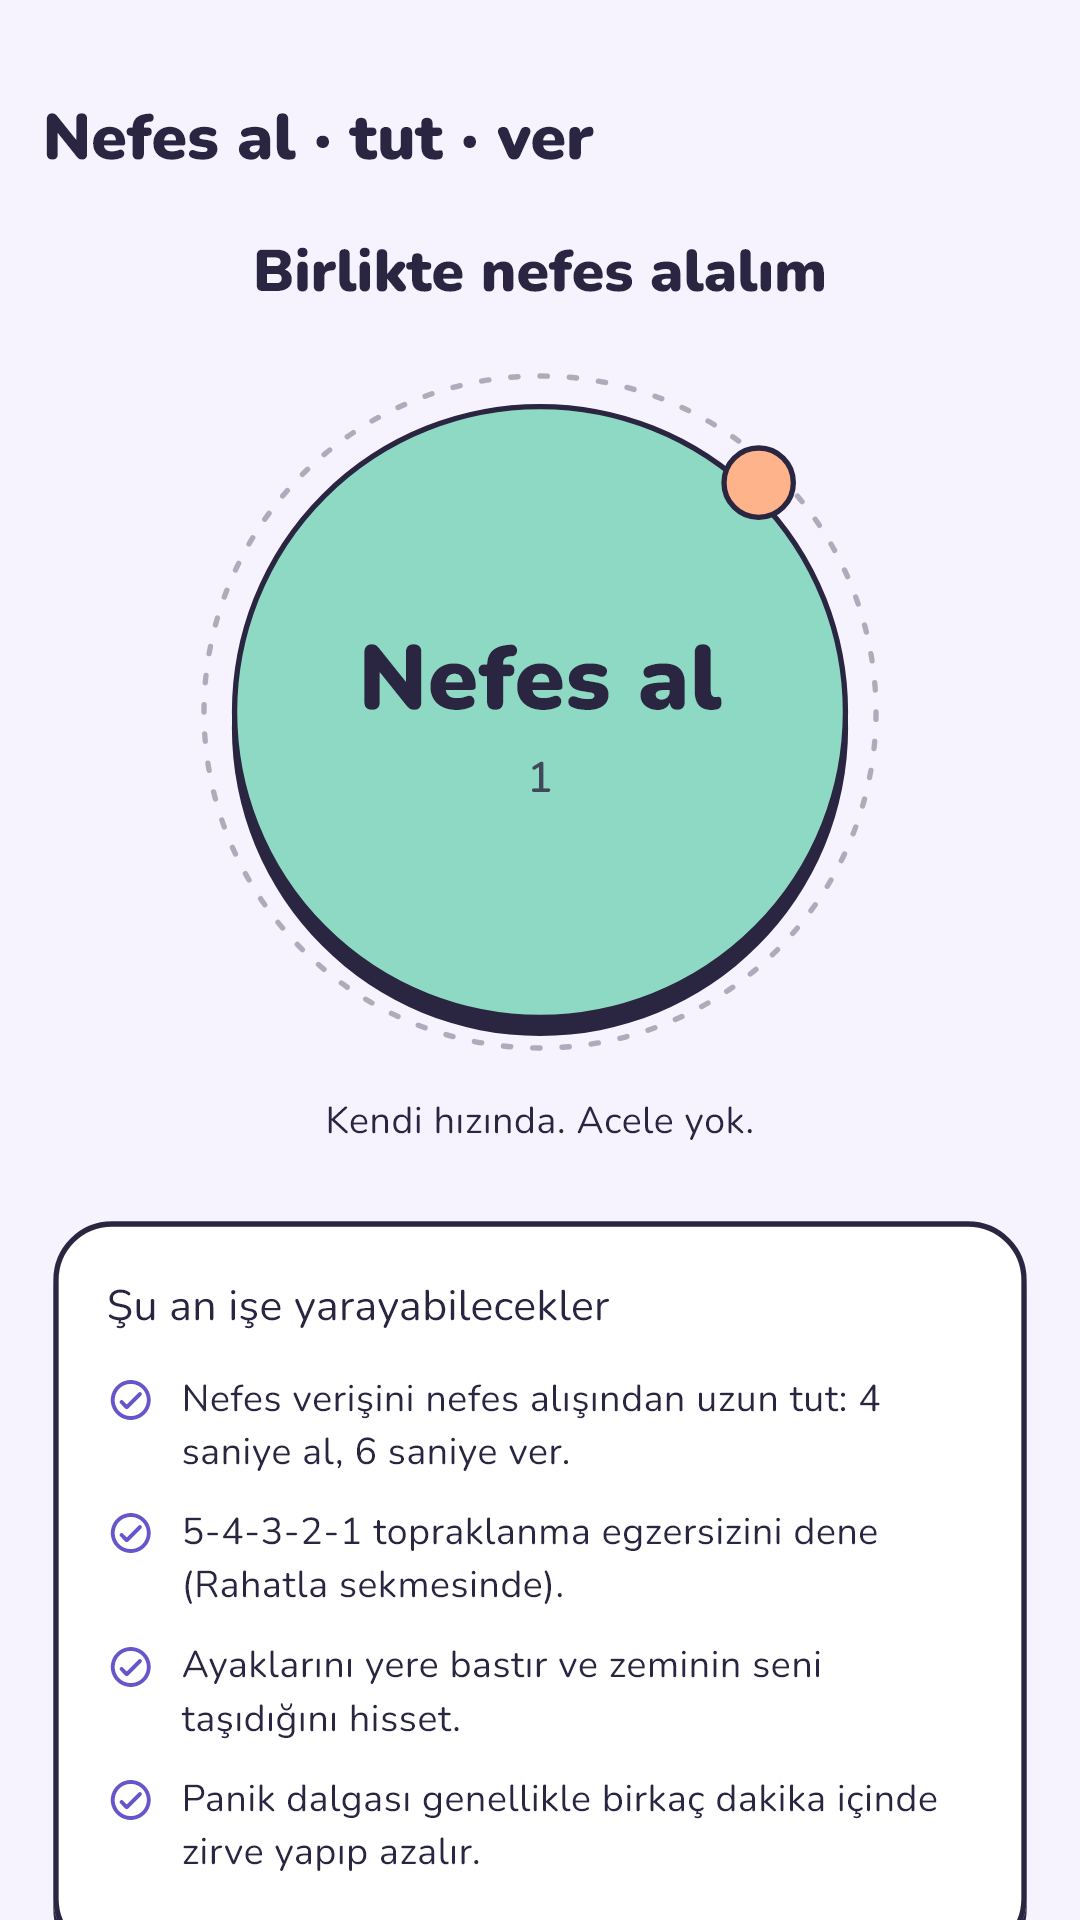 Nefes al · tut · ver
Birlikte nefes alalım
Nefes al
1
Kendi hızında. Acele yok.
Şu an işe yarayabilecekler
Nefes verişini nefes alışından uzun tut: 4
saniye al, 6 saniye ver.
5-4-3-2-1 topraklanma egzersizini dene
(Rahatla sekmesinde).
Ayaklarını yere bastır ve zeminin seni
taşıdığını hisset.
Panik dalgası genellikle birkaç dakika içinde
zirve yapıp azalır.